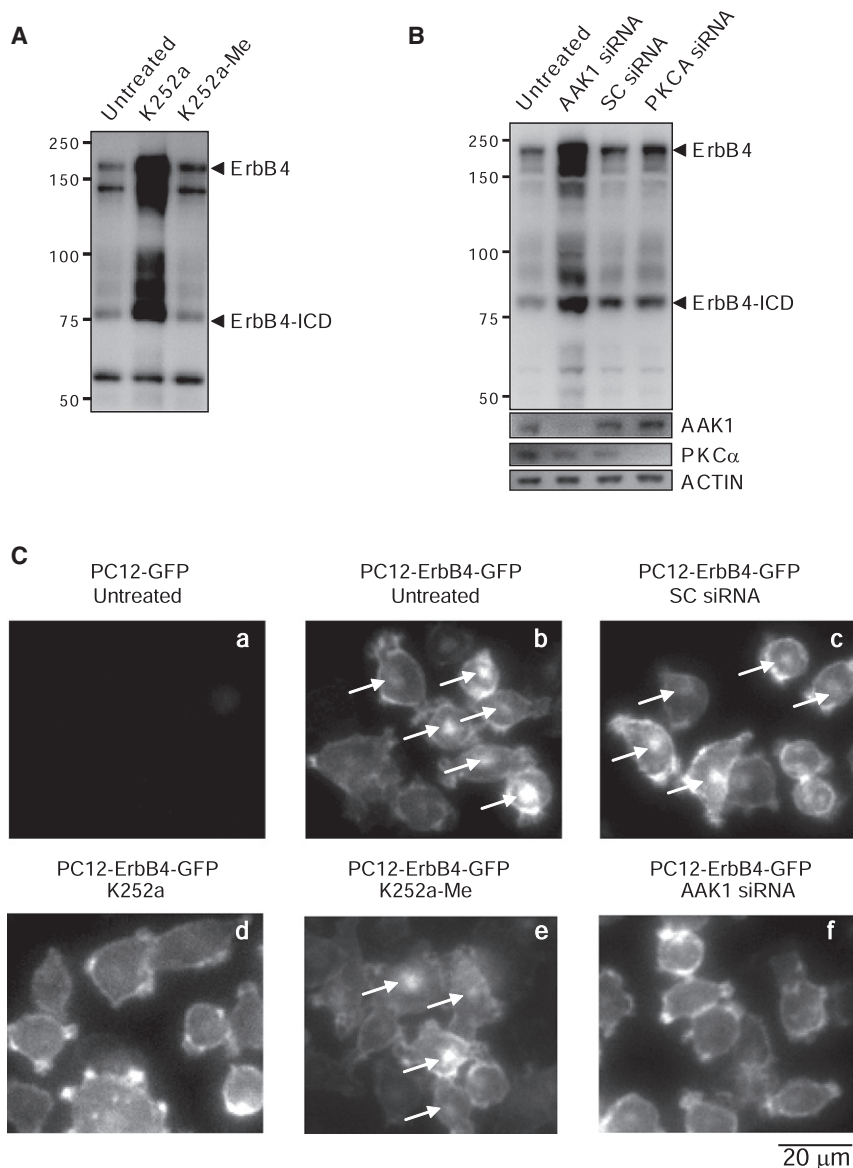 A
Untreated
K252a
K252a-Me
250
150
100
75
50
ErbB4
ErbB4-ICD
B
Untreated
AAK1 siRNA
SC siRNA
PKCA siRNA
250
150
100
75
50
ErbB4
ErbB4-ICD
AAK1
PKCα
ACTIN
C
PC12-GFP
Untreated
a
PC12-ErbB4-GFP
Untreated
b
PC12-ErbB4-GFP
SC siRNA
c
PC12-ErbB4-GFP
K252a
d
PC12-ErbB4-GFP
K252a-Me
e
PC12-ErbB4-GFP
AAK1 siRNA
f
20 µm